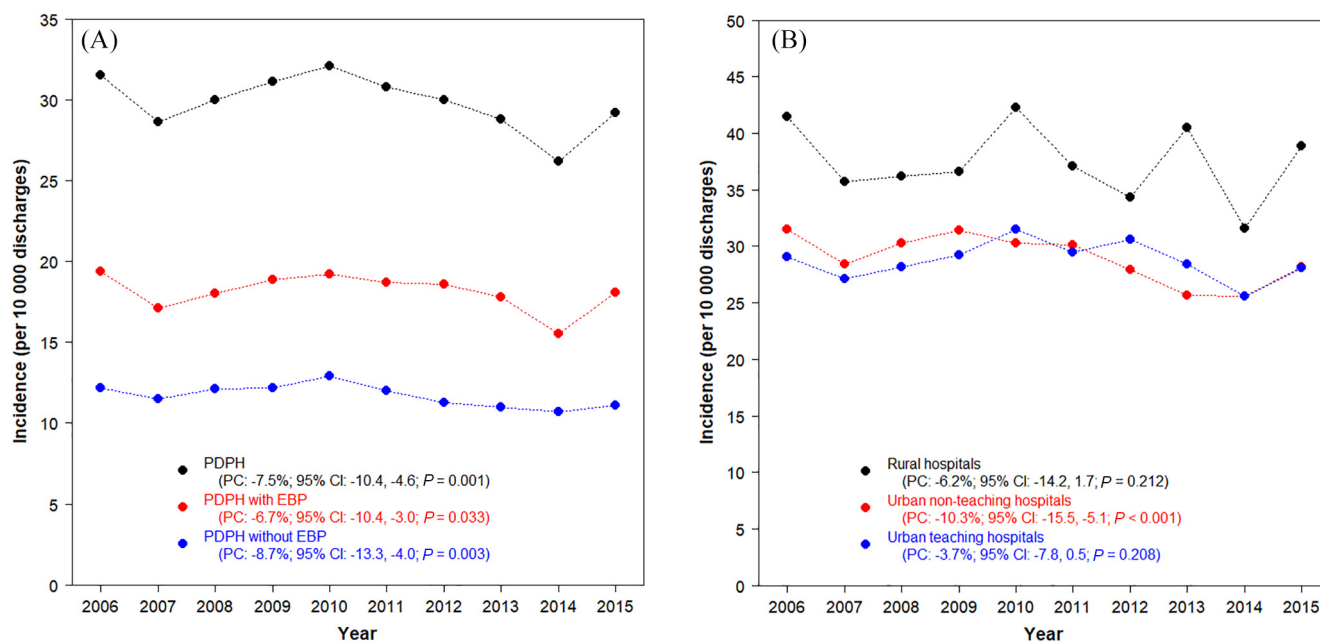 (A)
Incidence (per 10 000 discharges)
35
30
25
20
15
10
5
0
PDPH
(PC: -7.5%; 95% CI: -10.4, -4.6; P = 0.001)
PDPH with EBP
(PC: -6.7%; 95% CI: -10.4, -3.0; P = 0.033)
PDPH without EBP
(PC: -8.7%; 95% CI: -13.3, -4.0; P = 0.003)
2006 2007 2008 2009 2010 2011 2012 2013 2014 2015
Year
(B)
Incidence (per 10 000 discharges)
50
45
40
35
30
25
20
15
10
5
0
Rural hospitals
(PC: -6.2%; 95% CI: -14.2, 1.7; P = 0.212)
Urban non-teaching hospitals
(PC: -10.3%; 95% CI: -15.5, -5.1; P < 0.001)
Urban teaching hospitals
(PC: -3.7%; 95% CI: -7.8, 0.5; P = 0.208)
2006 2007 2008 2009 2010 2011 2012 2013 2014 2015
Year